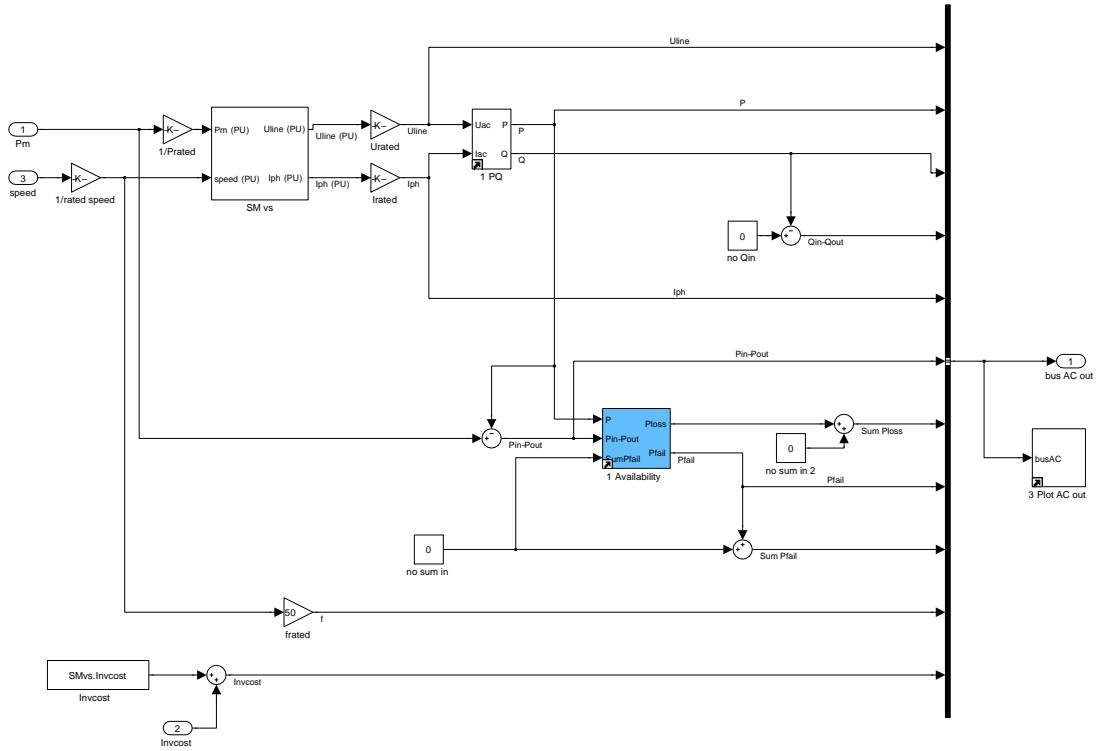 Uline
P
1
Pm
-K-
1/Prated
Pm (PU)
Uline (PU)
speed (PU)
Iph (PU)
SM vs
Uline (PU)
-K-
Urated
Uline
Uac
P
Iac
Q
1 PQ
P
Q
3
speed
-K-
1/rated speed
Iph (PU)
-K-
Irated
Iph
0
no Qin
+
−
Qin-Qout
Iph
Pin-Pout
1
bus AC out
+
−
Pin-Pout
P
Pin-Pout
SumPfail
Ploss
Pfail
1 Availability
Pfail
0
no sum in 2
+
+
Sum Ploss
busAC
3 Plot AC out
Pfail
0
no sum in
+
+
Sum Pfail
50
frated
f
SMvs.Invcost
Invcost
+
+
Invcost
2
Invcost